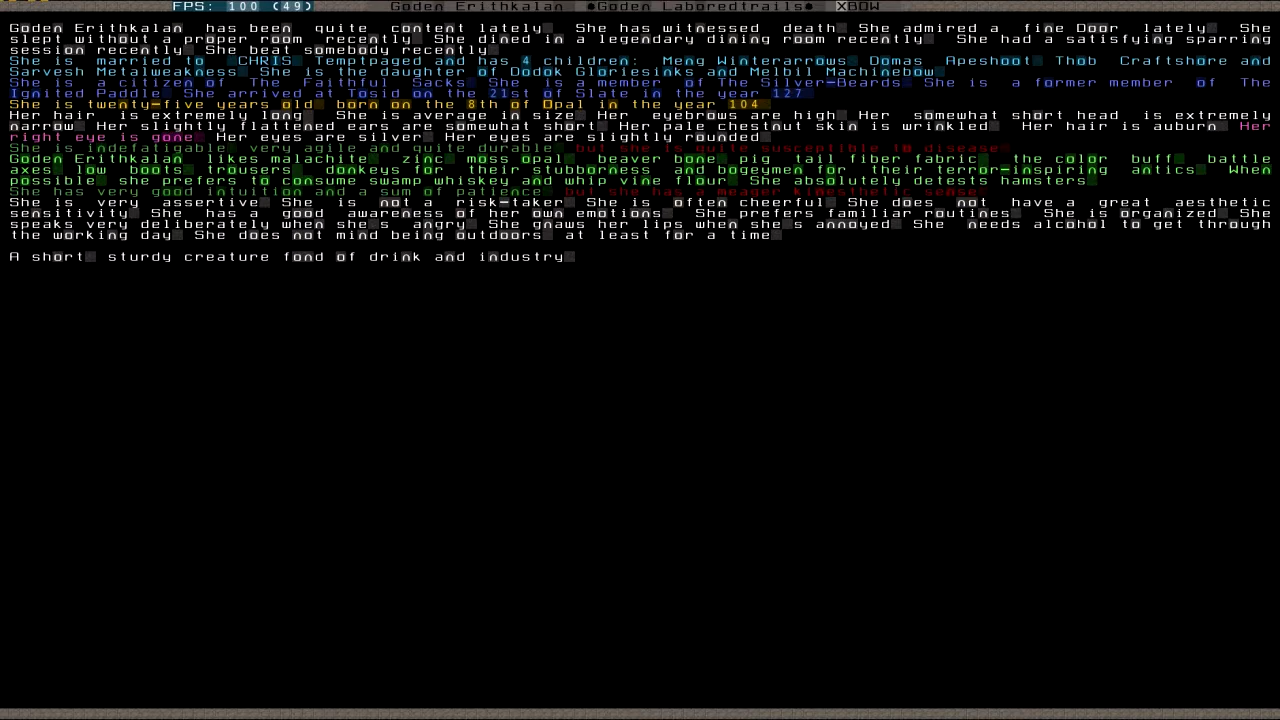 FPS: 100 (49) Goden Erithkalan ●Goden Laboredtrails● XBOW
Goden Erithkalan has been quite content lately. She has witnessed death. She admired a fine Door lately. She
slept without a proper room recently. She dined in a legendary dining room recently. She had a satisfying sparring
session recently. She beat somebody recently.
She is married to `CHRIS' Temptpaged and has 4 children: Meng Winterarrows, Domas Apeshoot, Thob Craftshore and
Sarvesh Metalweakness. She is the daughter of Dodok Gloriesinks and Melbil Machinebow.
She is a citizen of The Faithful Sacks. She is a member of The Silver-Beards. She is a former member of The
Ignited Paddle. She arrived at Tosid on the 21st of Slate in the year 127.
She is twenty-five years old, born on the 8th of Opal in the year 104.
Her hair is extremely long. She is average in size. Her eyebrows are high. Her somewhat short head is extremely
narrow. Her slightly flattened ears are somewhat short. Her pale chestnut skin is wrinkled. Her hair is auburn. Her
right eye is gone. Her eyes are silver. Her eyes are slightly rounded.
She is indefatigable, very agile and quite durable, but she is quite susceptible to disease.
Goden Erithkalan likes malachite, zinc, moss opal, beaver bone, pig tail fiber fabric, the color buff, battle
axes, low boots, trousers, donkeys for their stubborness and bogeymen for their terror-inspiring antics. When
possible, she prefers to consume swamp whiskey and whip vine flour. She absolutely detests hamsters.
She has very good intuition and a sum of patience, but she has a meager kinesthetic sense.
She is very assertive. She is not a risk-taker. She is often cheerful. She does not have a great aesthetic
sensitivity. She has a good awareness of her own emotions. She prefers familiar routines. She is organized. She
speaks very deliberately when she's angry. She gnaws her lips when she's annoyed. She needs alcohol to get through
the working day. She does not mind being outdoors, at least for a time.
A short, sturdy creature fond of drink and industry.